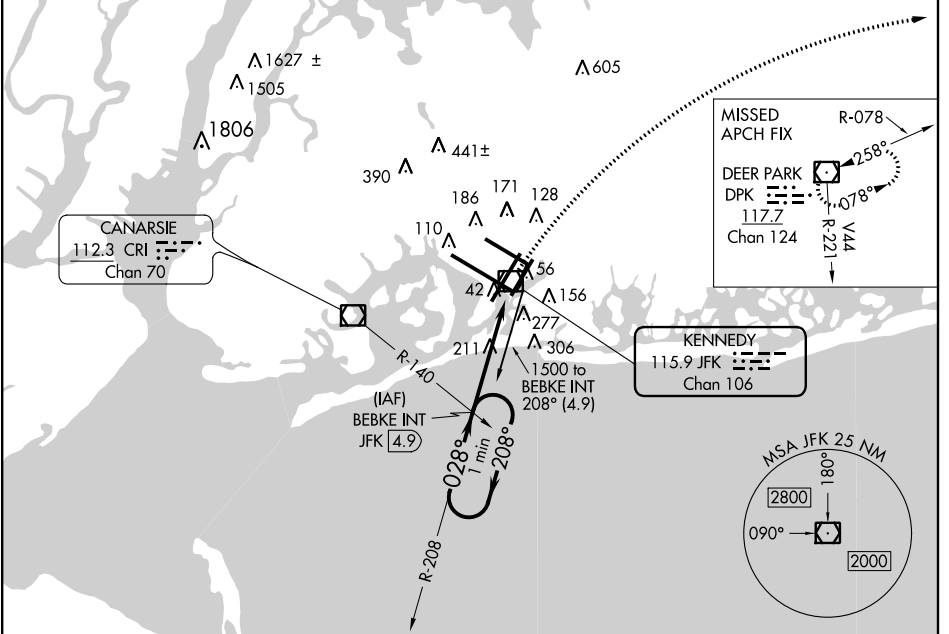 1627 ±
1505
1806
605
441±
390
171
128
186
110
56
42
156
277
211
306
MISSED
APCH FIX
R-078
258°
DEER PARK
DPK
078°
117.7
Chan 124
R-221
V44
CANARSIE
112.3 CRI
Chan 70
R-140
KENNEDY
115.9 JFK
Chan 106
1500 to
BEBKE INT
208° (4.9)
(IAF)
BEBKE INT
JFK 4.9
028°
1 min
208°
R-208
MSA JFK 25 NM
180°
2800
090°
2000